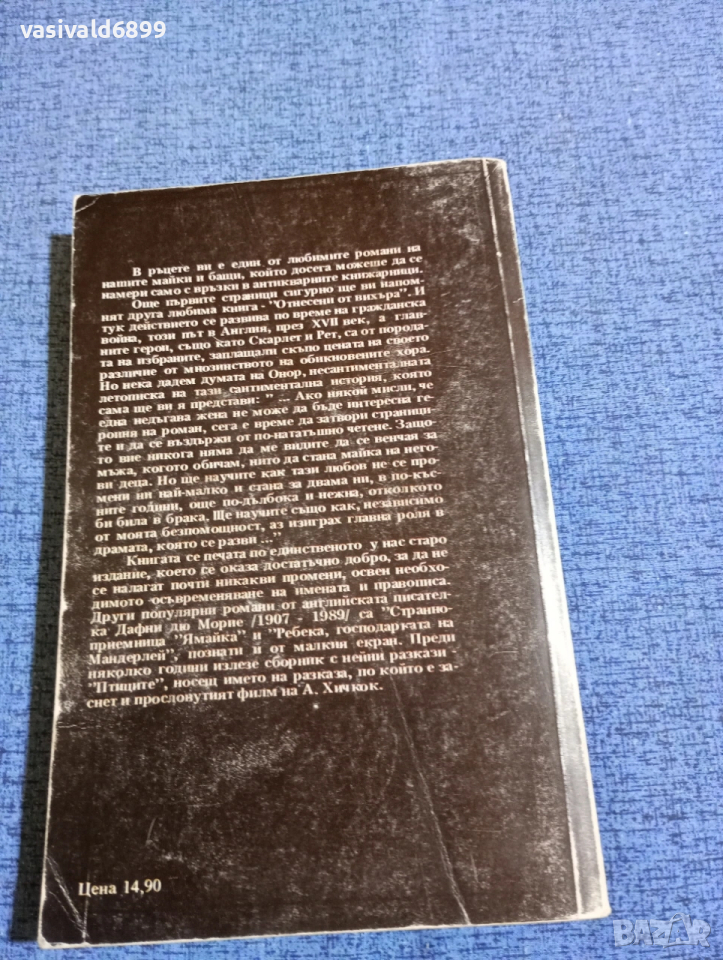 vasivald6899
В ръцете ви е един от любимите романи на
нашите майки и бащи, който досега можеше да се
намери само с връзки в антикварните книжарници.
Още първите страници сигурно ще ви напом-
нят друга любима книга - "Отнесени от вихъра". И
тук действието се развива по време на гражданска
война, този път в Англия, през XVII век, а глав-
ните герои, също като Скарлет и Рет, са от порода-
та на избраните, заплащали скъпо цената на своето
различие от мнозинството на обикновените хора.
Но нека дадем думата на Онор, несантименталната
летописка на тази сантиментална история, която
сама ще ви я представи: " ... Ако някой мисли, че
една недъгава жена не може да бъде интересна ге-
роиня на роман, сега е време да затвори страници-
те и да се въздържи от по-нататъшно четене. Защо-
то вие никога няма да ме видите да се венчая за
мъжа, когото обичам, нито да стана майка на него-
ви деца. Но ще научите как тази любов не се про-
мени ни най-малко и стана за двама ни, в по-къс-
ните години, още по-дълбока и нежна, отколкото
би била в брака. Ще научите също как, независимо
от моята безпомощност, аз изиграх главна роля в
драмата, която се разви ..."
Книгата се печата по единственото у нас старо
издание, което се оказа достатъчно добро, за да не
се налагат почти никакви промени, освен необхо-
димото осъвременяване на имената и правописа.
Други популярни романи от английската писател-
ка Дафни дю Морие /1907 - 1989/ са "Странно-
приемница "Ямайка" и "Ребека, господарката на
Мандерлей", познати и от малкия екран. Преди
няколко години излезе сборник с нейни разкази -
"Птиците", носещ името на разказа, по който е за-
снет и прословутият филм на А. Хичкок.
Цена 14,90
BAZAR